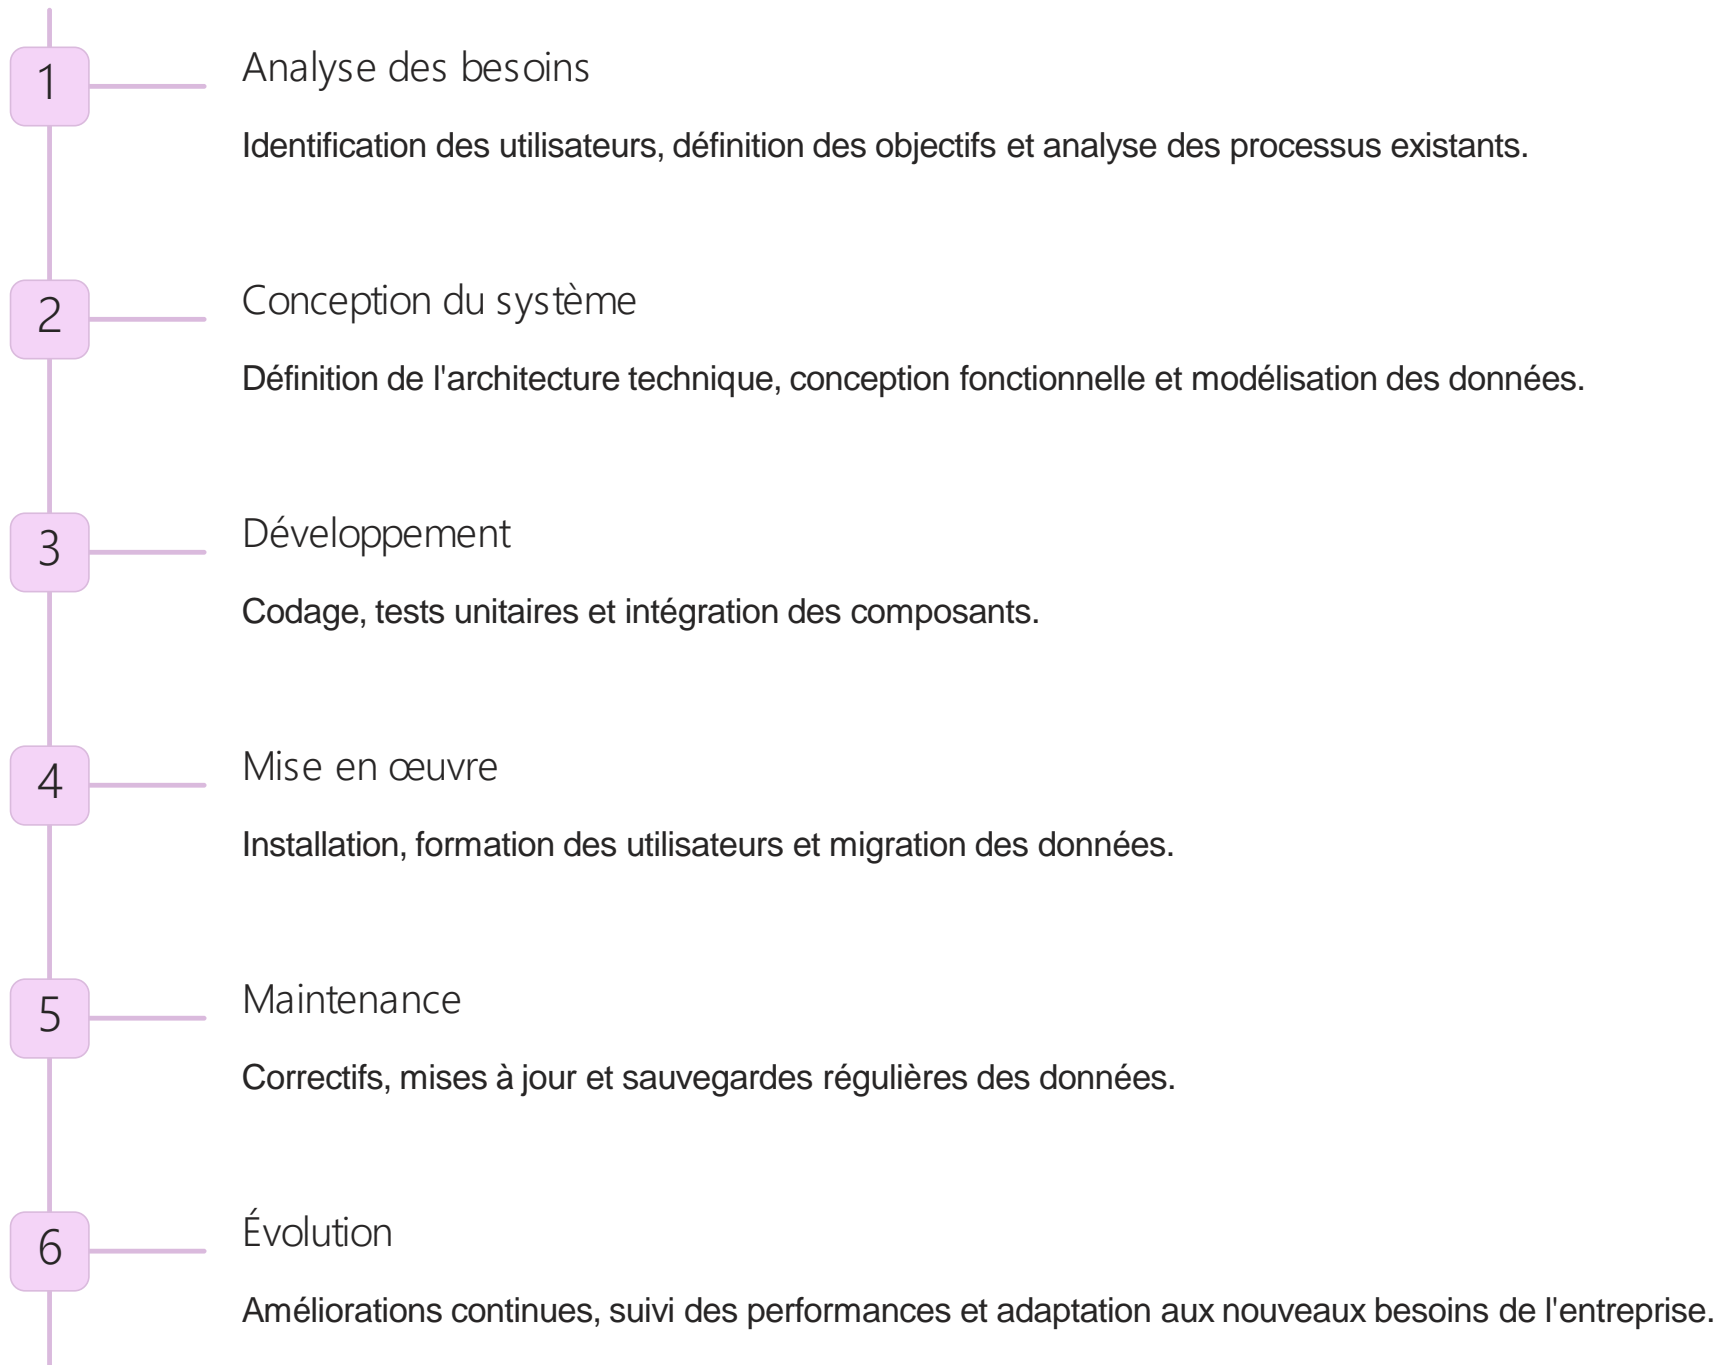 1
Analyse des besoins
Identification des utilisateurs, définition des objectifs et analyse des processus existants.
2
Conception du système
Définition de l'architecture technique, conception fonctionnelle et modélisation des données.
3
Développement
Codage, tests unitaires et intégration des composants.
4
Mise en œuvre
Installation, formation des utilisateurs et migration des données.
5
Maintenance
Correctifs, mises à jour et sauvegardes régulières des données.
6
Évolution
Améliorations continues, suivi des performances et adaptation aux nouveaux besoins de l'entreprise.